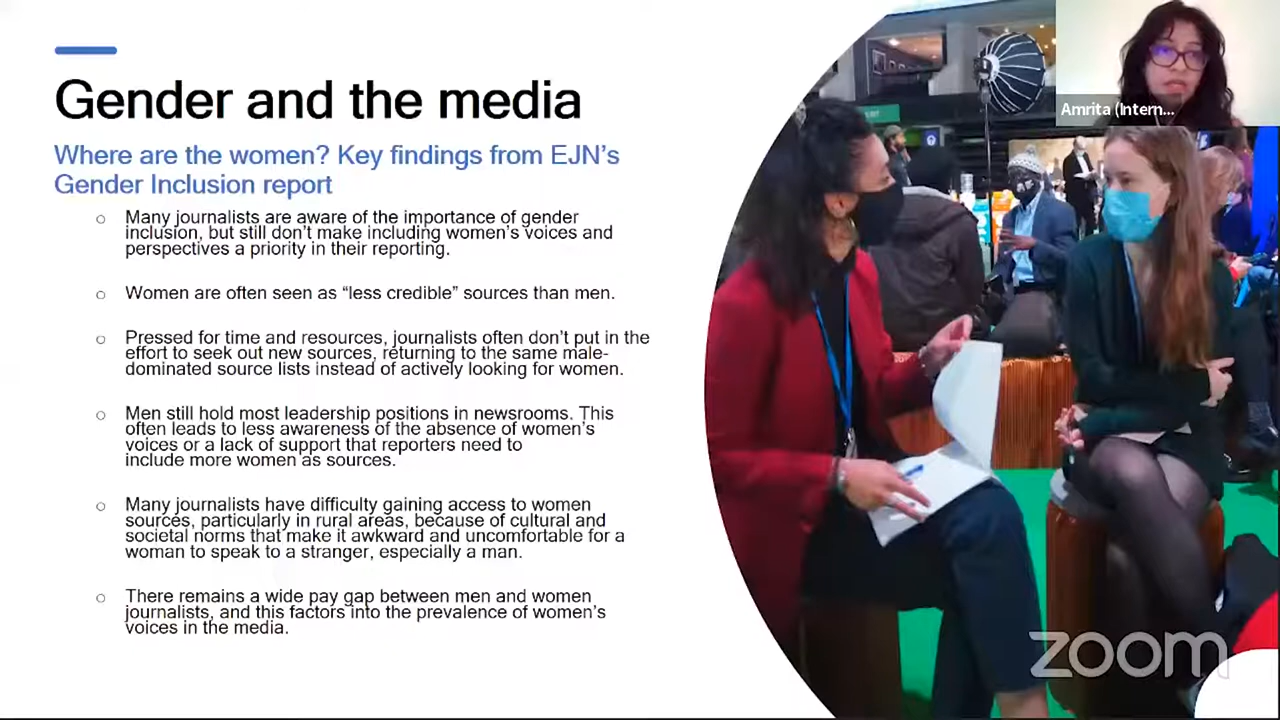 Gender and the media
Where are the women? Key findings from EJN's
Gender Inclusion report
Many journalists are aware of the importance of gender
inclusion, but still don't make including women's voices and
perspectives a priority in their reporting.
Women are often seen as “less credible” sources than men.
Pressed for time and resources, journalists often don't put in the
effort to seek out new sources, returning to the same male-
dominated source lists instead of actively looking for women.
Men still hold most leadership positions in newsrooms. This
often leads to less awareness of the absence of women's
voices or a lack of support that reporters need to
include more women as sources.
Many journalists have difficulty gaining access to women
sources, particularly in rural areas, because of cultural and
societal norms that make it awkward and uncomfortable for a
woman to speak to a stranger, especially a man.
There remains a wide pay gap between men and women
journalists, and this factors into the prevalence of women's
voices in the media.
Amrita (Intern...
zoom